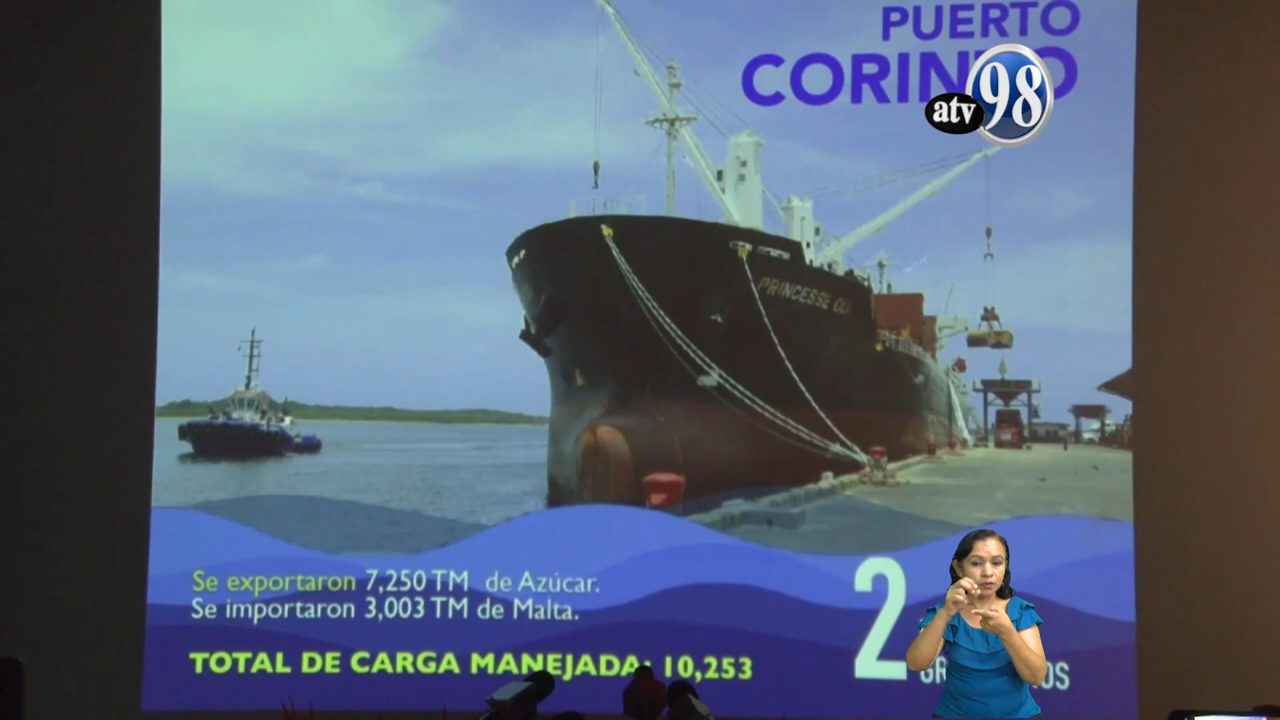 PUERTO
CORIN O
atv 98
PRINCESSE
Se exportaron 7,250 TM de Azúcar.
Se importaron 3,003 TM de Malta.
TOTAL DE CARGA MANEJADA: 10,253
2